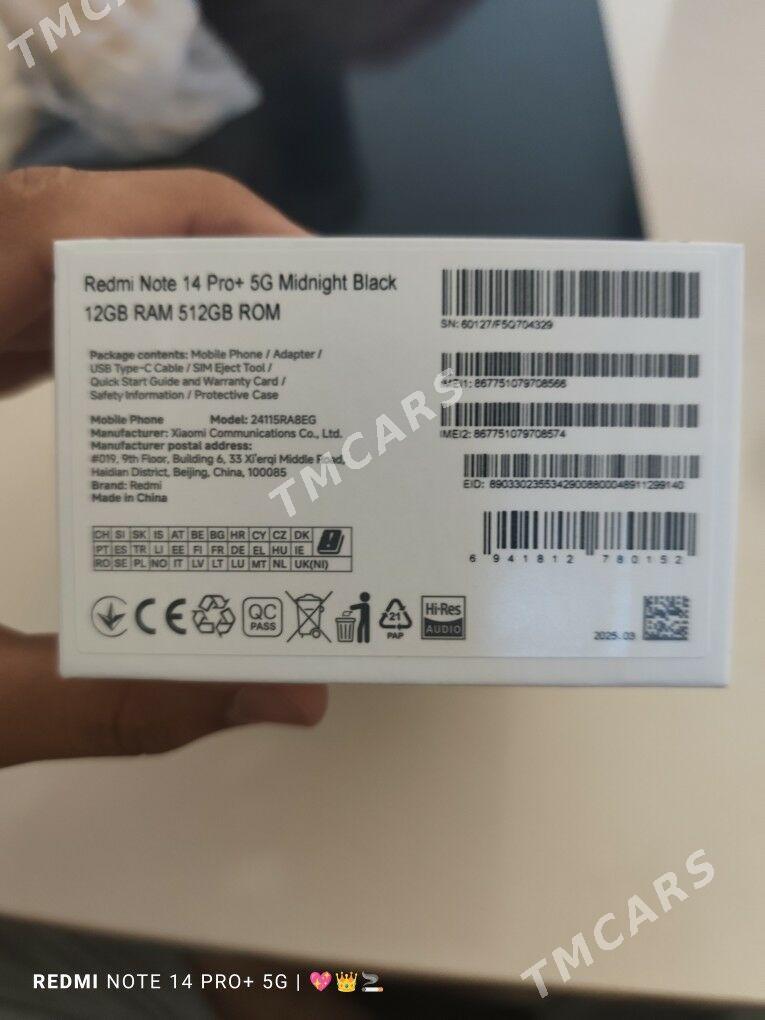 TMCARS
Redmi Note 14 Pro+ 5G Midnight Black
12GB RAM 512GB ROM
Package contents: Mobile Phone / Adapter /
USB Type-C Cable / SIM Eject Tool /
Quick Start Guide and Warranty Card /
Safety Information / Protective Case
Mobile Phone Model: 24115RA8EG
Manufacturer: Xiaomi Communications Co., Ltd.
Manufacturer postal address:
#019, 9th Floor, Building 6, 33 Xi'erqi Middle Road,
Haidian District, Beijing, China, 100085
Brand: Redmi
Made in China
SN: 60127/F5Q704329
IMEI1: 867751079708566
IMEI2: 867751079708574
EID: 89033023553429008800048911299140
6 941812 780152
TMCARS
CH SI SK IS AT BE BG HR CY CZ DK
PT ES TR LI EE FI FR DE EL HU IE
RO SE PL NO IT LV LT LU MT NL UK(NI)
CE
QC
PASS
21
PAP
Hi-Res
AUDIO
2025.03
TMCARS
REDMI NOTE 14 PRO+ 5G | 💖👑🚬